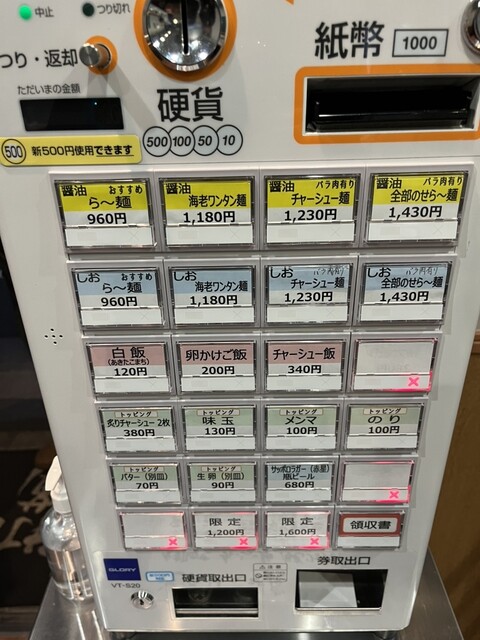 中止 つり切れ
つり・返却
ただいまの金額
硬貨
500 100 50 10
紙幣 1000
500 新500円使用できます
醤油 おすすめ
ら〜麺
960円
醤油
海老ワンタン麺
1,180円
醤油 バラ肉有り
チャーシュー麺
1,230円
醤油 バラ肉有り
全部のせら〜麺
1,430円
しお おすすめ
ら〜麺
960円
しお
海老ワンタン麺
1,180円
しお バラ肉有り
チャーシュー麺
1,230円
しお バラ肉有り
全部のせら〜麺
1,430円
白飯
(あきたこまち)
120円
卵かけご飯
200円
チャーシュー飯
340円
×
トッピング
炙りチャーシュー 2枚
380円
トッピング
味玉
130円
トッピング
メンマ
100円
トッピング
のり
100円
トッピング
バター (別皿)
70円
トッピング
生卵 (別皿)
90円
サッポロラガー (赤星)
瓶ビール
680円
×
×
限定
1,200円
×
限定
1,600円
×
領収書
GLORY
VT-S20
硬貨取出口
注意
券取出口